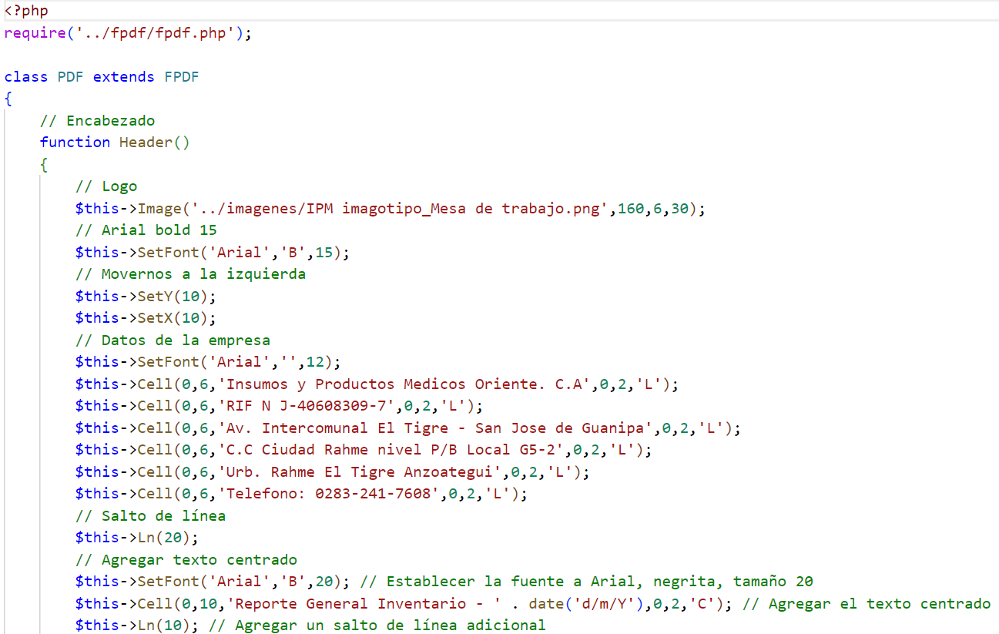 <?php
require('../fpdf/fpdf.php');
class PDF extends FPDF
{
// Encabezado
function Header()
{
// Logo
$this->Image('../imagenes/IPM imagotipo_Mesa de trabajo.png',160,6,30);
// Arial bold 15
$this->SetFont('Arial','B',15);
// Movernos a la izquierda
$this->SetY(10);
$this->SetX(10);
// Datos de la empresa
$this->SetFont('Arial','',12);
$this->Cell(0,6,'Insumos y Productos Medicos Oriente. C.A',0,2,'L');
$this->Cell(0,6,'RIF N J-40608309-7',0,2,'L');
$this->Cell(0,6,'Av. Intercomunal El Tigre - San Jose de Guanipa',0,2,'L');
$this->Cell(0,6,'C.C Ciudad Rahme nivel P/B Local G5-2',0,2,'L');
$this->Cell(0,6,'Urb. Rahme El Tigre Anzoategui',0,2,'L');
$this->Cell(0,6,'Telefono: 0283-241-7608',0,2,'L');
// Salto de línea
$this->Ln(20);
// Agregar texto centrado
$this->SetFont('Arial','B',20); // Establecer la fuente a Arial, negrita, tamaño 20
$this->Cell(0,10,'Reporte General Inventario - ' . date('d/m/Y'),0,2,'C'); // Agregar el texto centrado
$this->Ln(10); // Agregar un salto de línea adicional